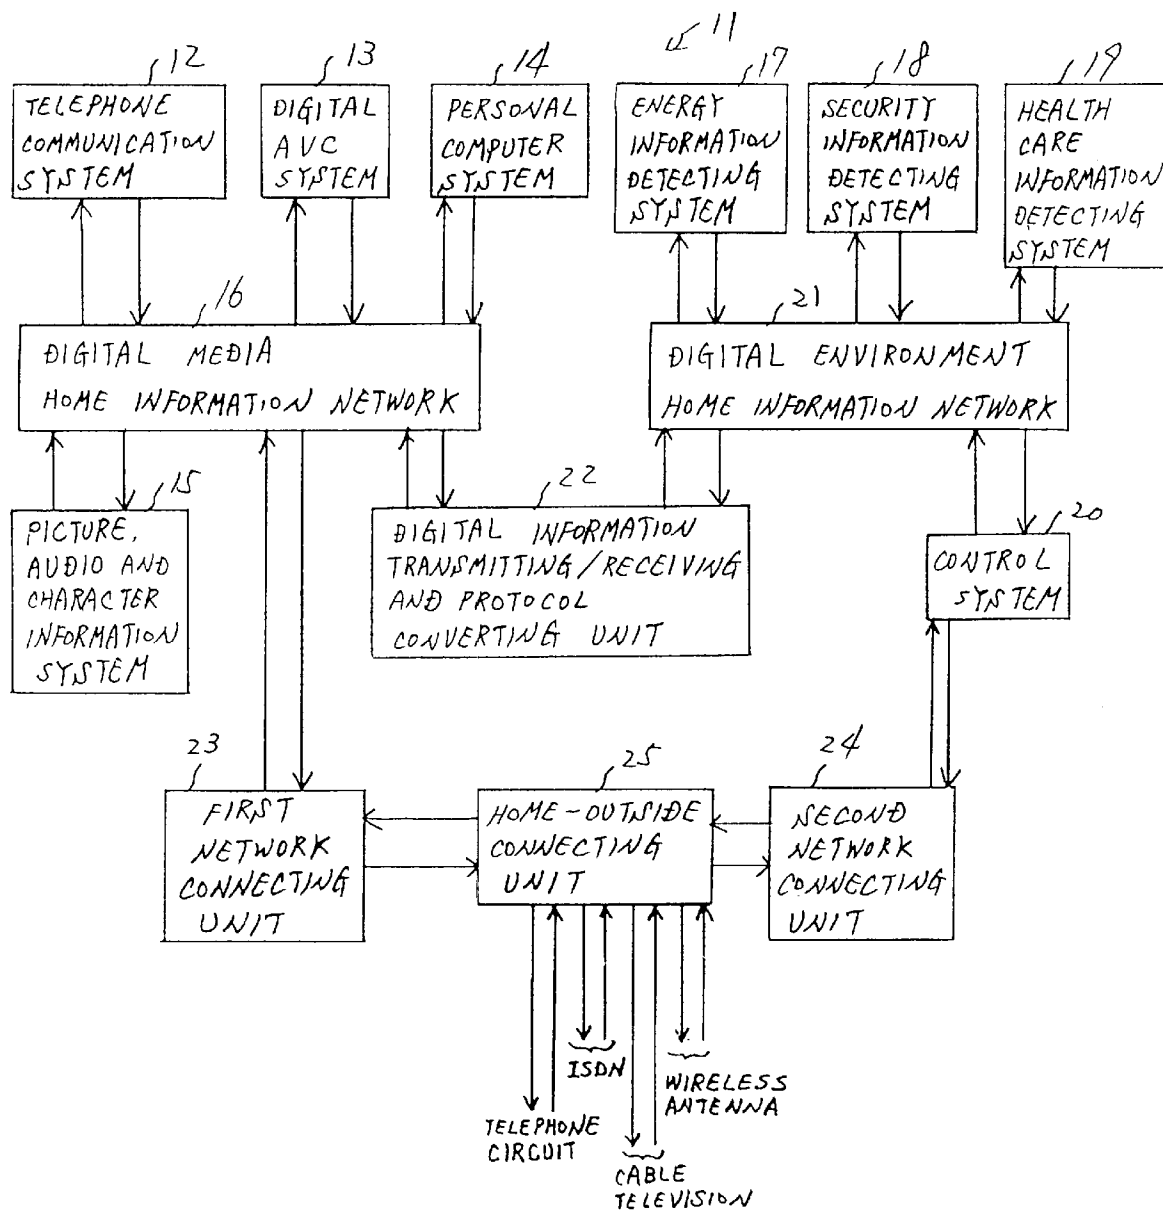 11
12
TELEPHONE
COMMUNICATION
SYSTEM
13
DIGITAL
AVC
SYSTEM
14
PERSONAL
COMPUTER
SYSTEM
17
ENERGY
INFORMATION
DETECTING
SYSTEM
18
SECURITY
INFORMATION
DETECTING
SYSTEM
19
HEALTH
CARE
INFORMATION
DETECTING
SYSTEM
16
DIGITAL MEDIA
HOME INFORMATION NETWORK
21
DIGITAL ENVIRONMENT
HOME INFORMATION NETWORK
15
PICTURE,
AUDIO AND
CHARACTER
INFORMATION
SYSTEM
22
DIGITAL INFORMATION
TRANSMITTING/RECEIVING
AND PROTOCOL
CONVERTING UNIT
20
CONTROL
SYSTEM
23
FIRST
NETWORK
CONNECTING
UNIT
25
HOME-OUTSIDE
CONNECTING
UNIT
24
SECOND
NETWORK
CONNECTING
UNIT
ISDN
WIRELESS
ANTENNA
TELEPHONE
CIRCUIT
CABLE
TELEVISION